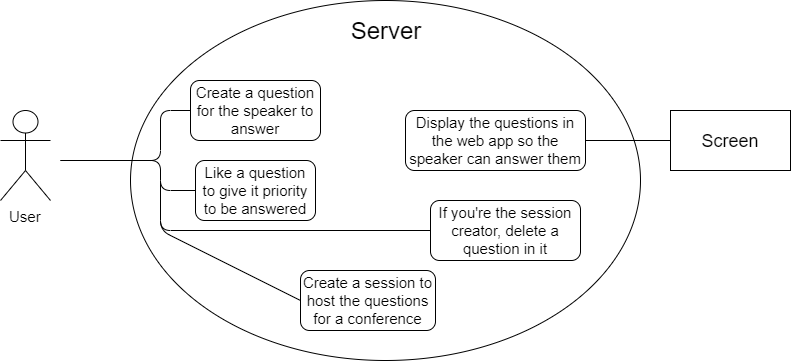 Server
Create a question
for the speaker to
answer
Display the questions in
the web app so the
speaker can answer them
Screen
User
Like a question
to give it priority
to be answered
If you're the session
creator, delete a
question in it
Create a session to
host the questions
for a conference